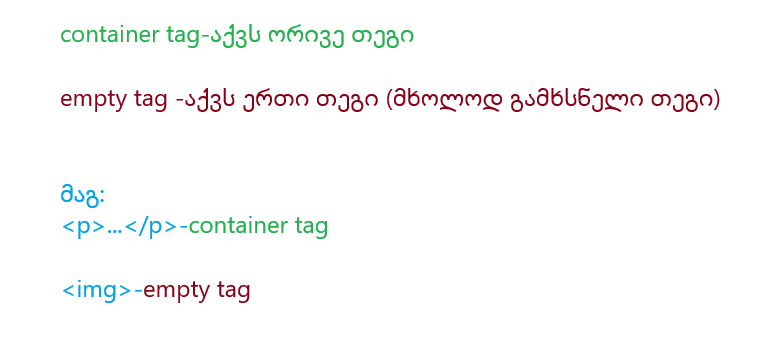 container tag-აქვს ორივე თეგი
empty tag -აქვს ერთი თეგი (მხოლოდ გამხსნელი თეგი)
მაგ:
<p>...</p>-container tag
<img>-empty tag